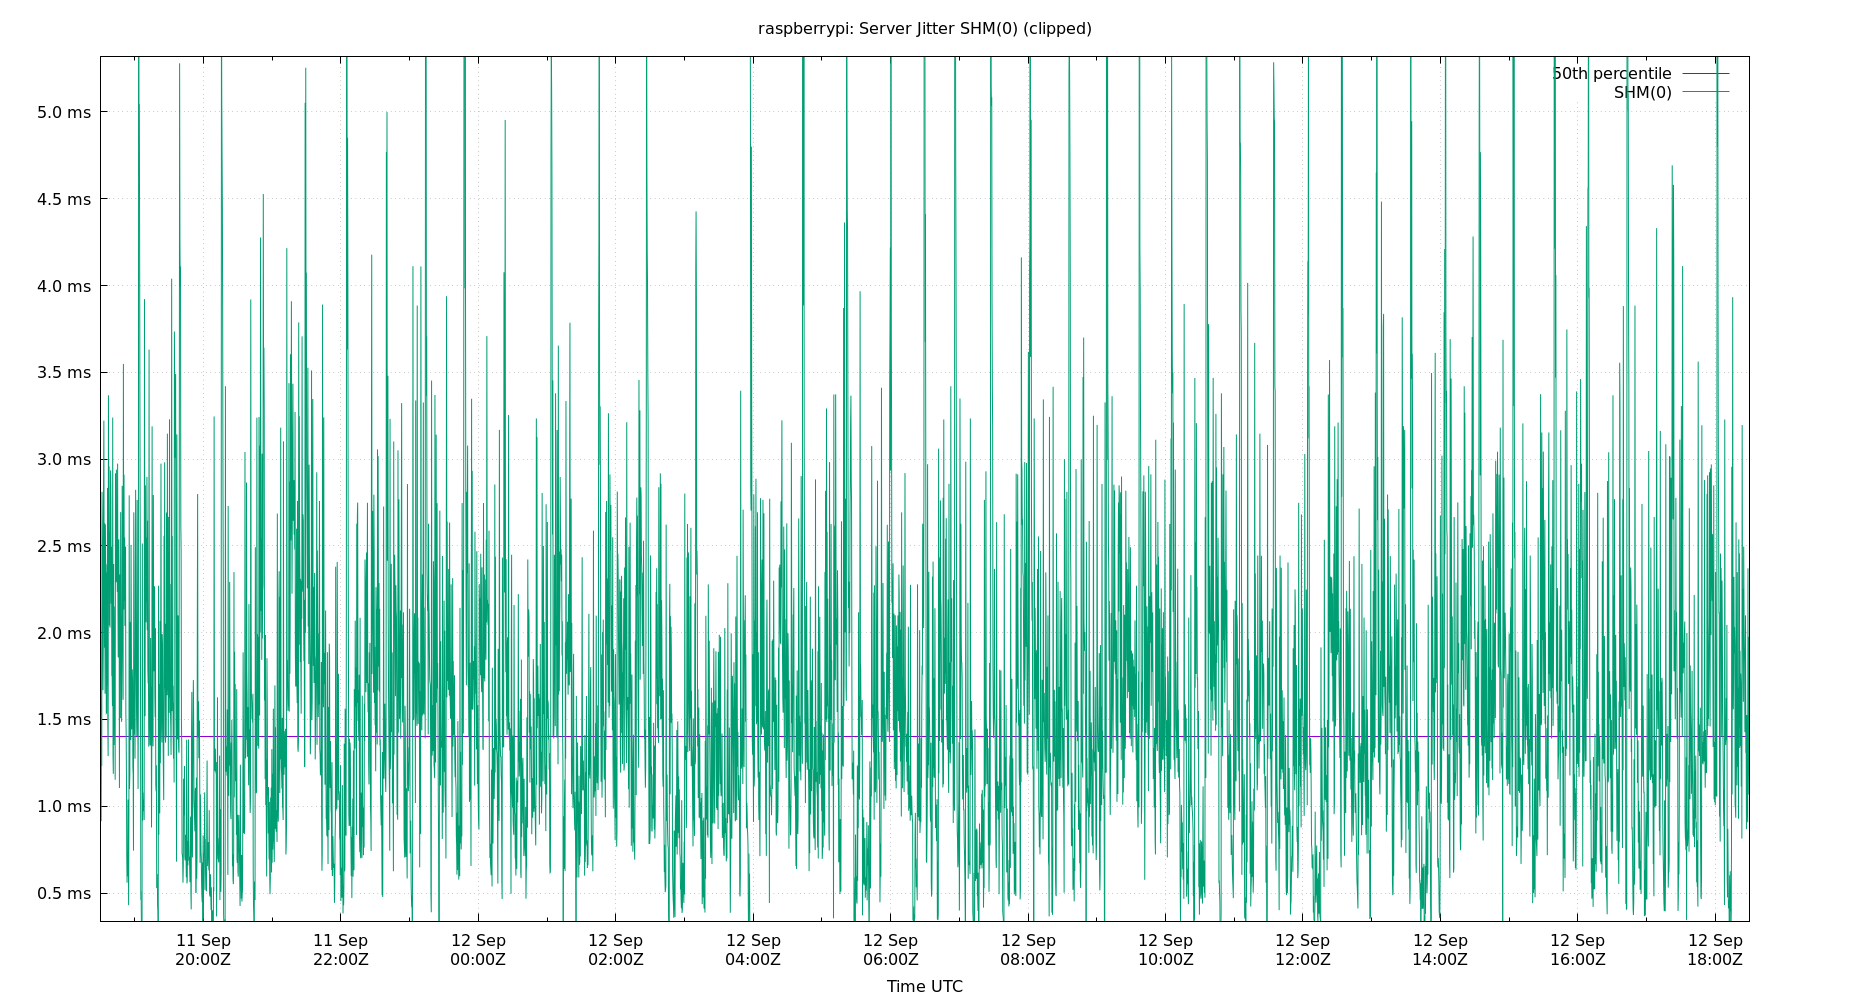 raspberrypi: Server Jitter SHM(0) (clipped)
50th percentile
SHM(0)
5.0 ms
4.5 ms
4.0 ms
3.5 ms
3.0 ms
2.5 ms
2.0 ms
1.5 ms
1.0 ms
0.5 ms
11 Sep 11 Sep 12 Sep 12 Sep 12 Sep 12 Sep 12 Sep 12 Sep 12 Sep 12 Sep 12 Sep 12 Sep
20:00Z 22:00Z 00:00Z 02:00Z 04:00Z 06:00Z 08:00Z 10:00Z 12:00Z 14:00Z 16:00Z 18:00Z
Time UTC